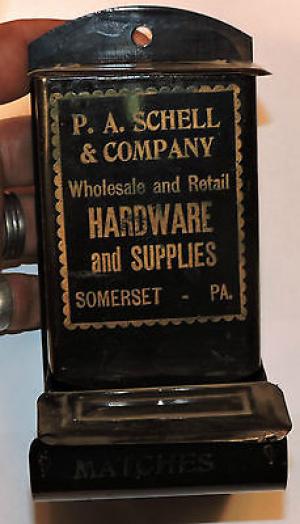 P. A. SCHELL
& COMPANY
Wholesale and Retail
HARDWARE
and SUPPLIES
SOMERSET - PA.
MATCHES